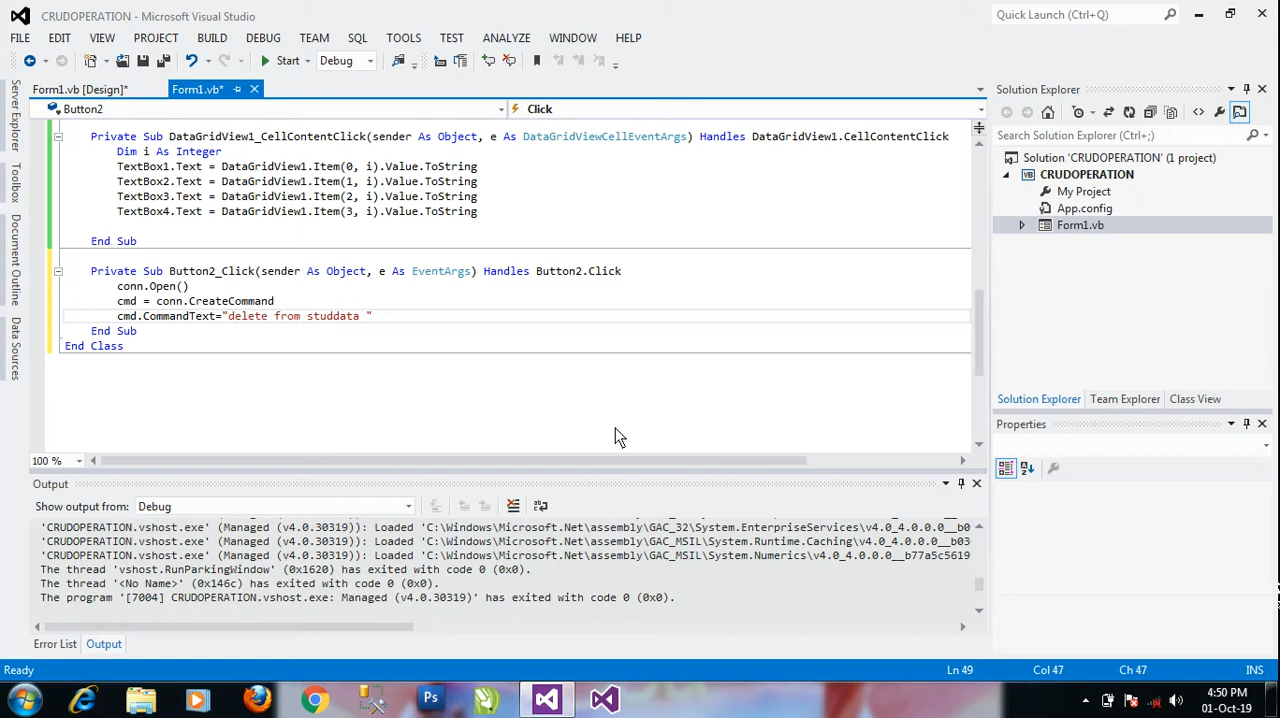 CRUDOPERATION - Microsoft Visual Studio
Quick Launch (Ctrl+Q)
FILE EDIT VIEW PROJECT BUILD DEBUG TEAM SQL TOOLS TEST ANALYZE WINDOW HELP
Start Debug
Form1.vb [Design]* Form1.vb*
Button2 Click
Server Explorer
Toolbox
Document Outline
Data Sources
Private Sub DataGridView1_CellContentClick(sender As Object, e As DataGridViewCellEventArgs) Handles DataGridView1.CellContentClick
Dim i As Integer
TextBox1.Text = DataGridView1.Item(0, i).Value.ToString
TextBox2.Text = DataGridView1.Item(1, i).Value.ToString
TextBox3.Text = DataGridView1.Item(2, i).Value.ToString
TextBox4.Text = DataGridView1.Item(3, i).Value.ToString
End Sub
Private Sub Button2_Click(sender As Object, e As EventArgs) Handles Button2.Click
conn.Open()
cmd = conn.CreateCommand
cmd.CommandText="delete from studdata "
End Sub
End Class
100 %
Solution Explorer
Search Solution Explorer (Ctrl+;)
Solution 'CRUDOPERATION' (1 project)
VB CRUDOPERATION
My Project
App.config
Form1.vb
Solution Explorer Team Explorer Class View
Properties
Output
Show output from: Debug
'CRUDOPERATION.vshost.exe' (Managed (v4.0.30319)): Loaded 'C:\Windows\Microsoft.Net\assembly\GAC_32\System.EnterpriseServices\v4.0_4.0.0.0__b0
'CRUDOPERATION.vshost.exe' (Managed (v4.0.30319)): Loaded 'C:\Windows\Microsoft.Net\assembly\GAC_MSIL\System.Runtime.Caching\v4.0_4.0.0.0__b03
'CRUDOPERATION.vshost.exe' (Managed (v4.0.30319)): Loaded 'C:\Windows\Microsoft.Net\assembly\GAC_MSIL\System.Numerics\v4.0_4.0.0.0__b77a5c5619
The thread 'vshost.RunParkingWindow' (0x1620) has exited with code 0 (0x0).
The thread '<No Name>' (0x146c) has exited with code 0 (0x0).
The program '[7004] CRUDOPERATION.vshost.exe: Managed (v4.0.30319)' has exited with code 0 (0x0).
Error List Output
Ready Ln 49 Col 47 Ch 47 INS
Ps
4:50 PM
01-Oct-19